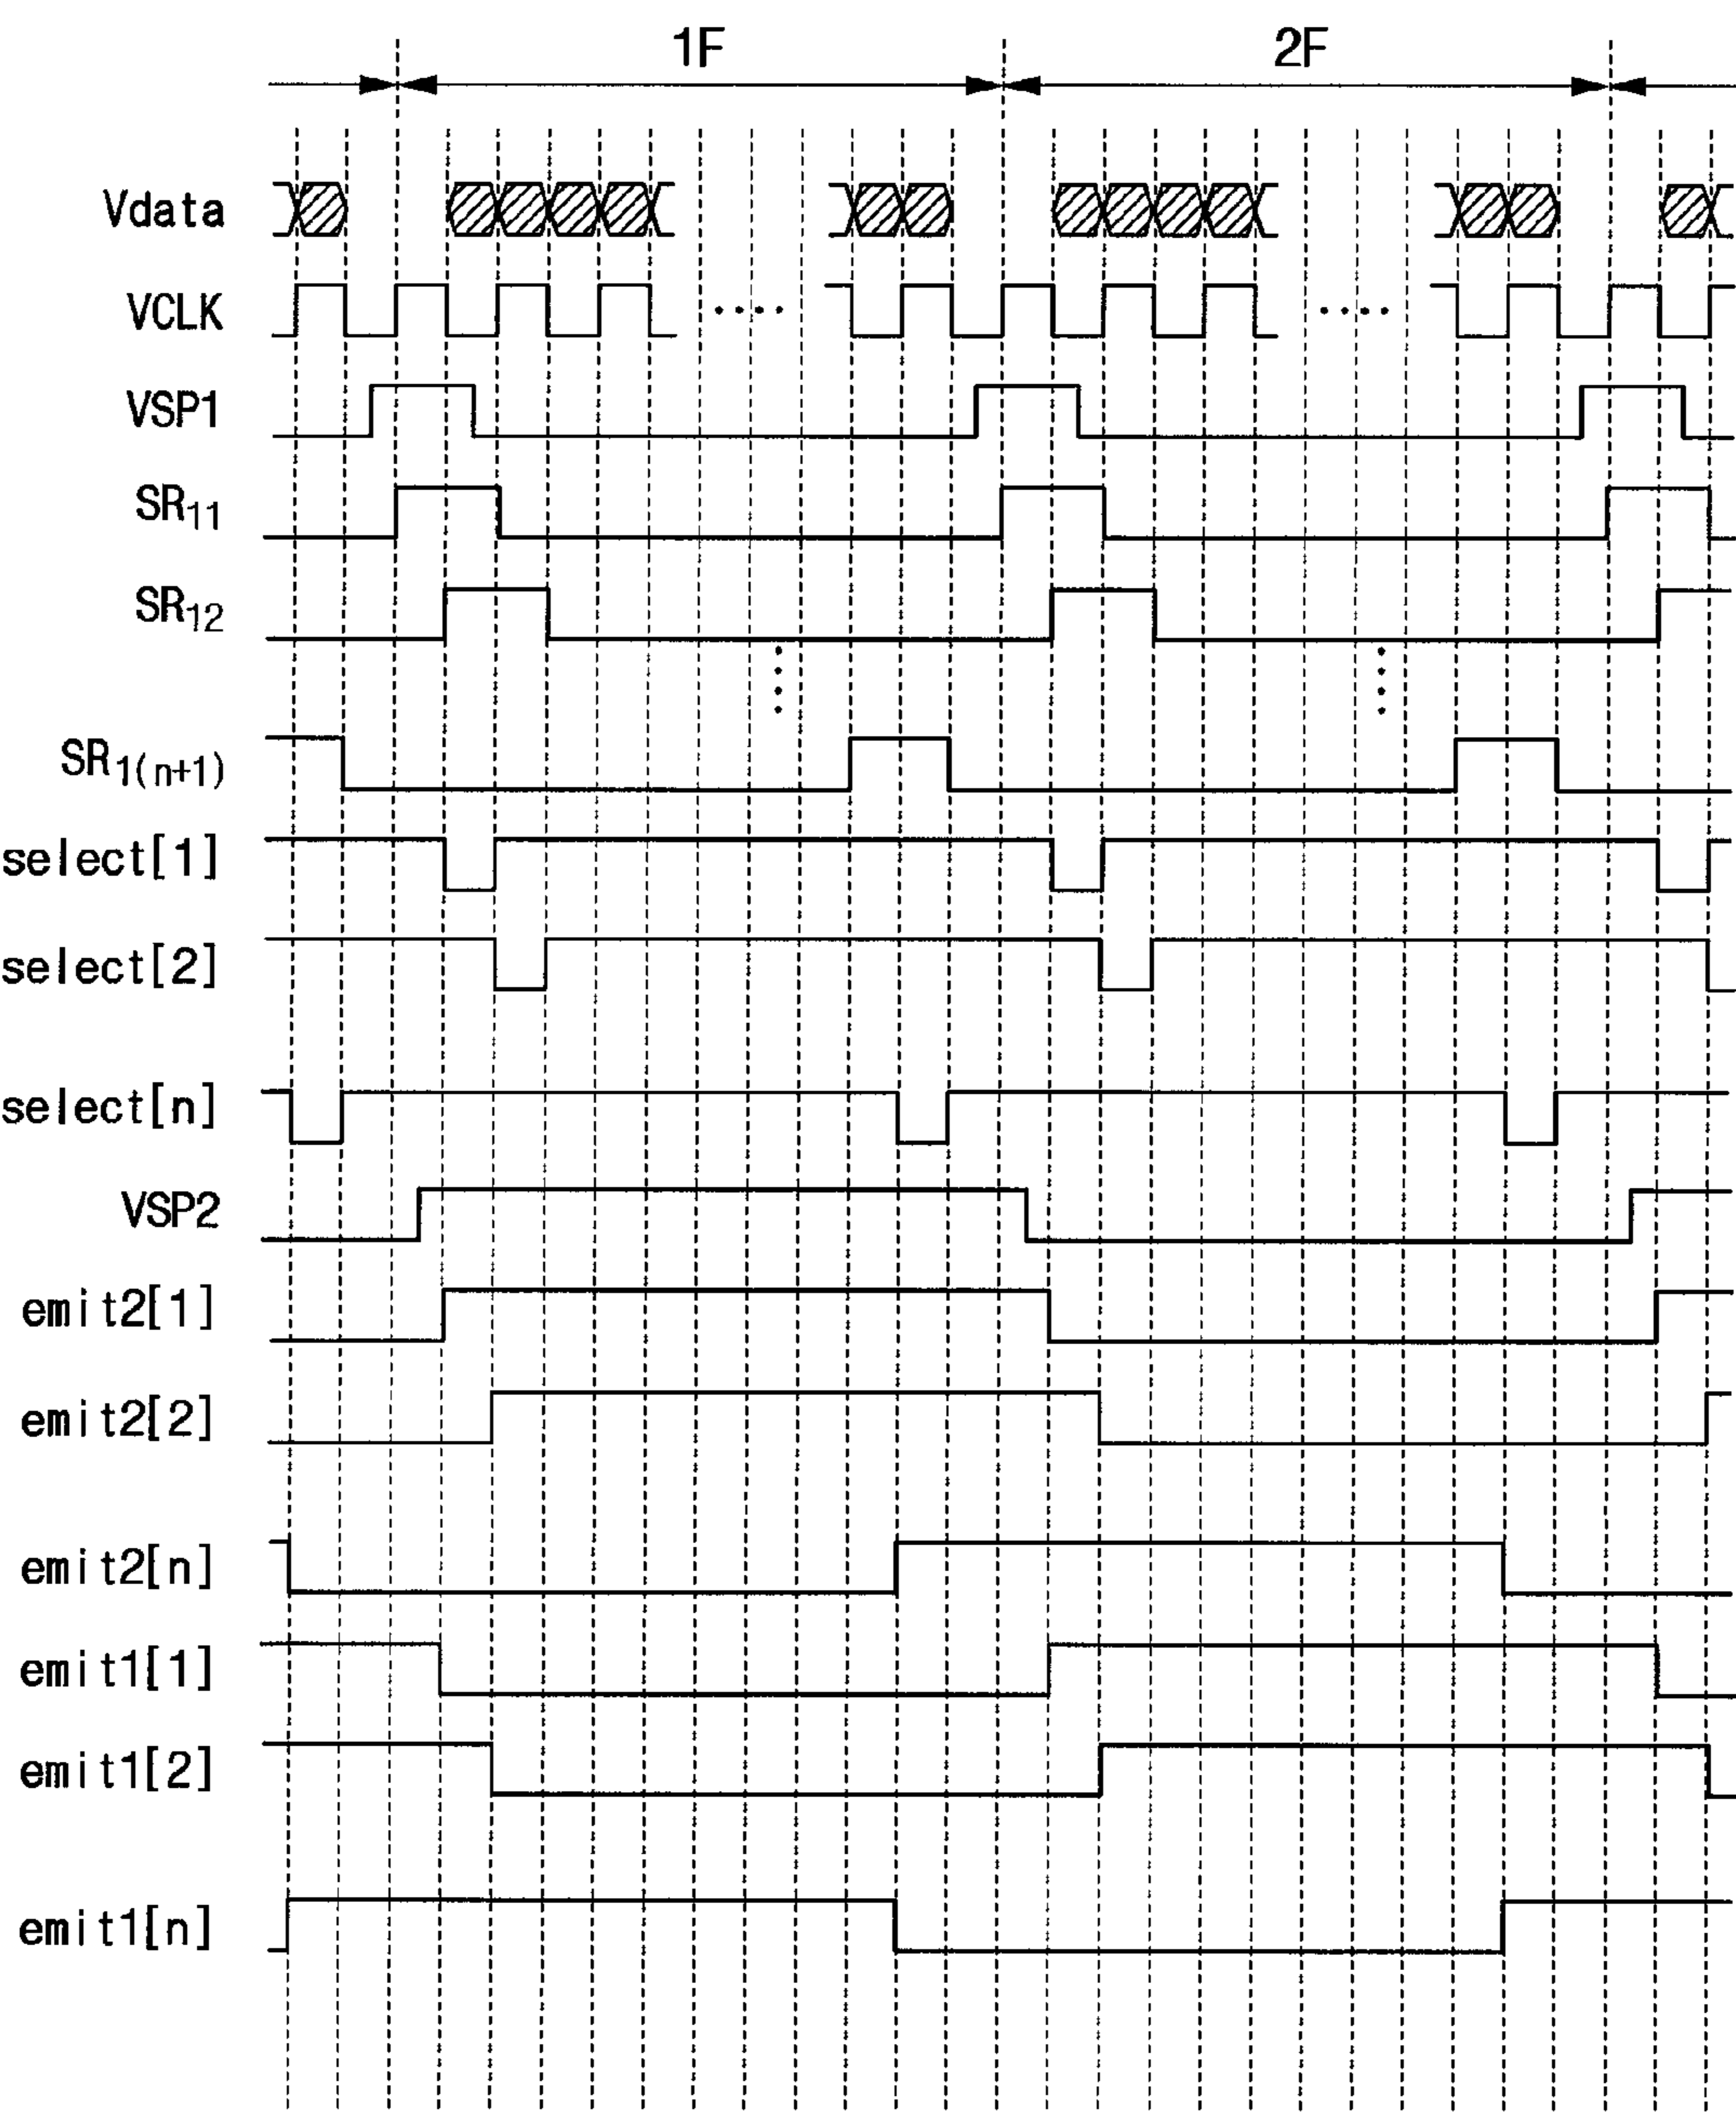 1F 2F
Vdata
VCLK
VSP1
SR11
SR12
SR1(n+1)
select[1]
select[2]
select[n]
VSP2
emit2[1]
emit2[2]
emit2[n]
emit1[1]
emit1[2]
emit1[n]